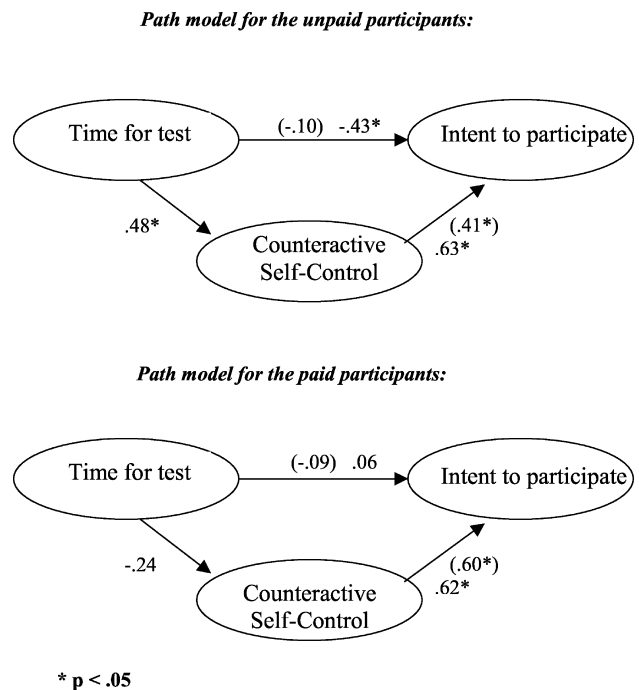 Path model for the unpaid participants:
Time for test
(-.10) -.43*
Intent to participate
.48*
(.41*)
.63*
Counteractive
Self-Control
Path model for the paid participants:
Time for test
(-.09) .06
Intent to participate
-.24
(.60*)
.62*
Counteractive
Self-Control
* p < .05